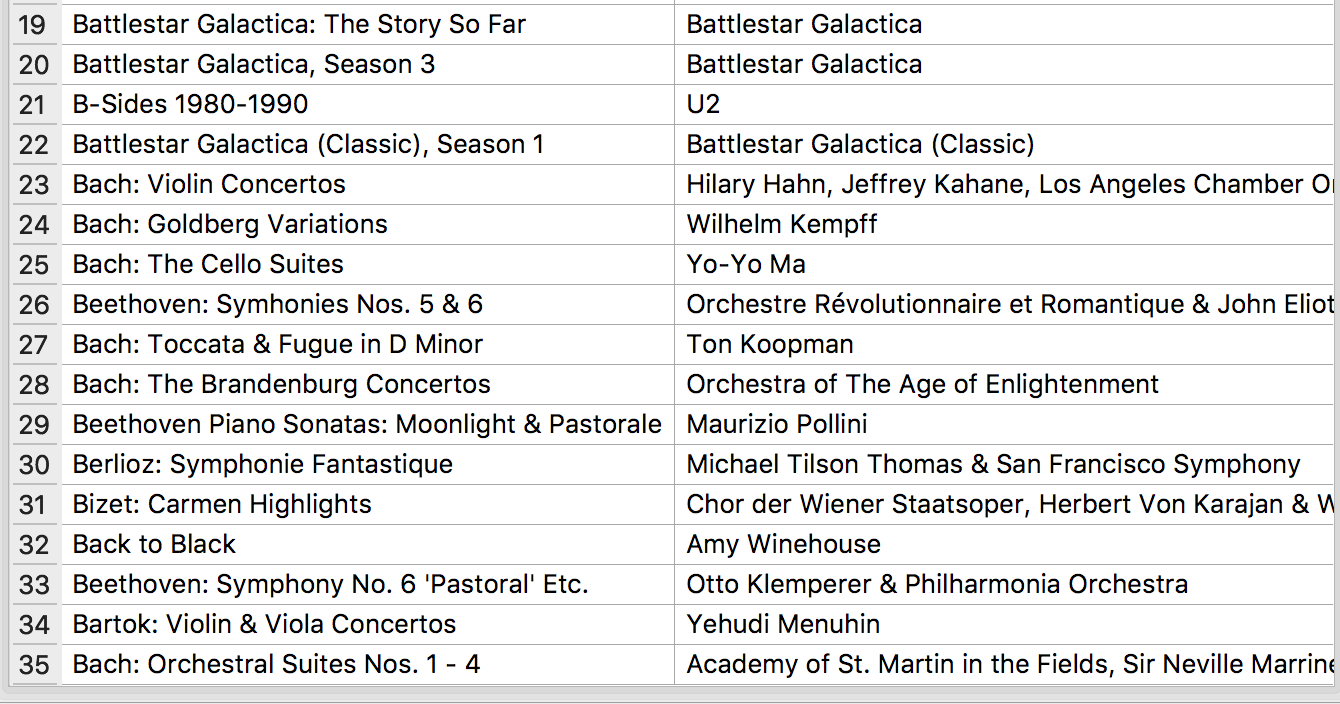 19 Battlestar Galactica: The Story So Far Battlestar Galactica
20 Battlestar Galactica, Season 3 Battlestar Galactica
21 B-Sides 1980-1990 U2
22 Battlestar Galactica (Classic), Season 1 Battlestar Galactica (Classic)
23 Bach: Violin Concertos Hilary Hahn, Jeffrey Kahane, Los Angeles Chamber
24 Bach: Goldberg Variations Wilhelm Kempff
25 Bach: The Cello Suites Yo-Yo Ma
26 Beethoven: Symhonies Nos. 5 & 6 Orchestre Révolutionnaire et Romantique & John Eliot
27 Bach: Toccata & Fugue in D Minor Ton Koopman
28 Bach: The Brandenburg Concertos Orchestra of The Age of Enlightenment
29 Beethoven Piano Sonatas: Moonlight & Pastorale Maurizio Pollini
30 Berlioz: Symphonie Fantastique Michael Tilson Thomas & San Francisco Symphony
31 Bizet: Carmen Highlights Chor der Wiener Staatsoper, Herbert Von Karajan &
32 Back to Black Amy Winehouse
33 Beethoven: Symphony No. 6 'Pastoral' Etc. Otto Klemperer & Philharmonia Orchestra
34 Bartok: Violin & Viola Concertos Yehudi Menuhin
35 Bach: Orchestral Suites Nos. 1 - 4 Academy of St. Martin in the Fields, Sir Neville